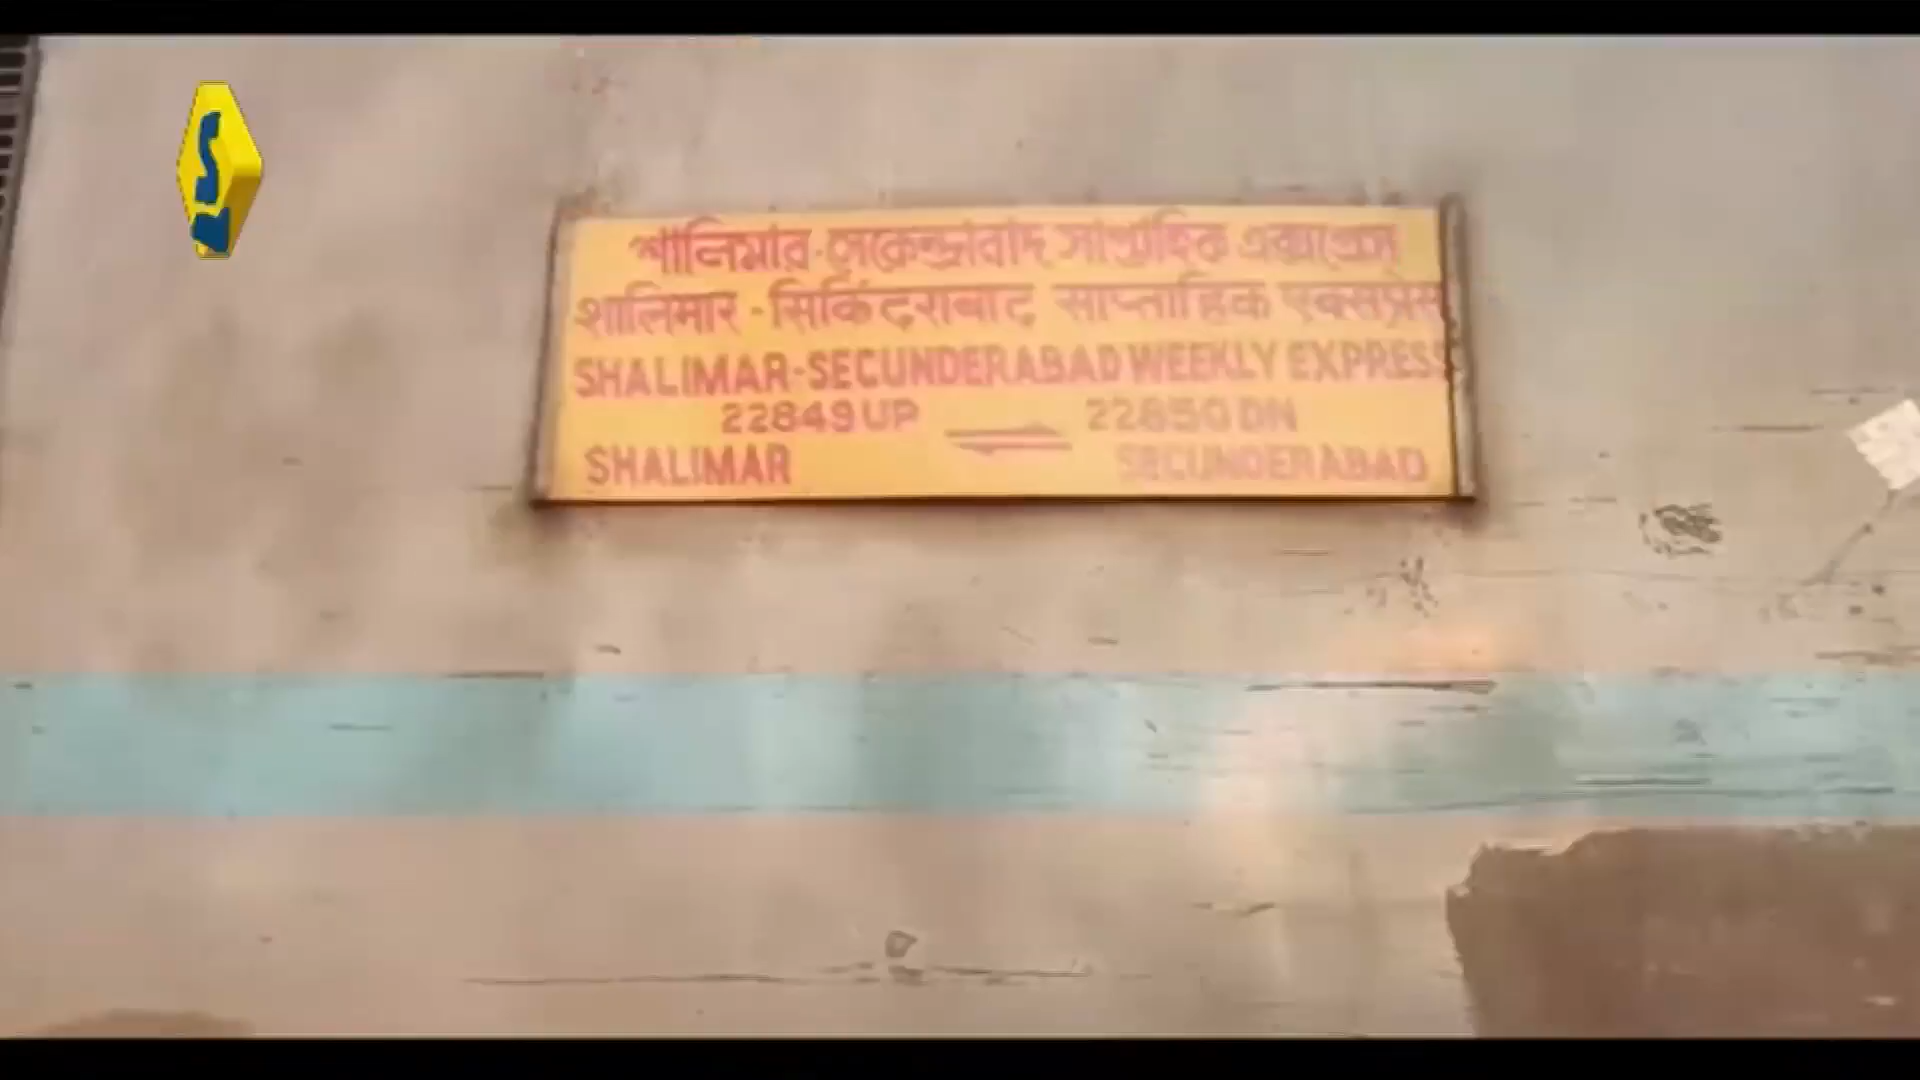 শালিমার-সেকেন্দ্রাবাদ সাপ্তাহিক এক্সপ্রেস
शालिमार - सिकिंदराबाद साप्ताहिक एक्सप्रेस
SHALIMAR-SECUNDERABAD WEEKLY EXPRESS
22849 UP 22850 DN
SHALIMAR SECUNDERABAD